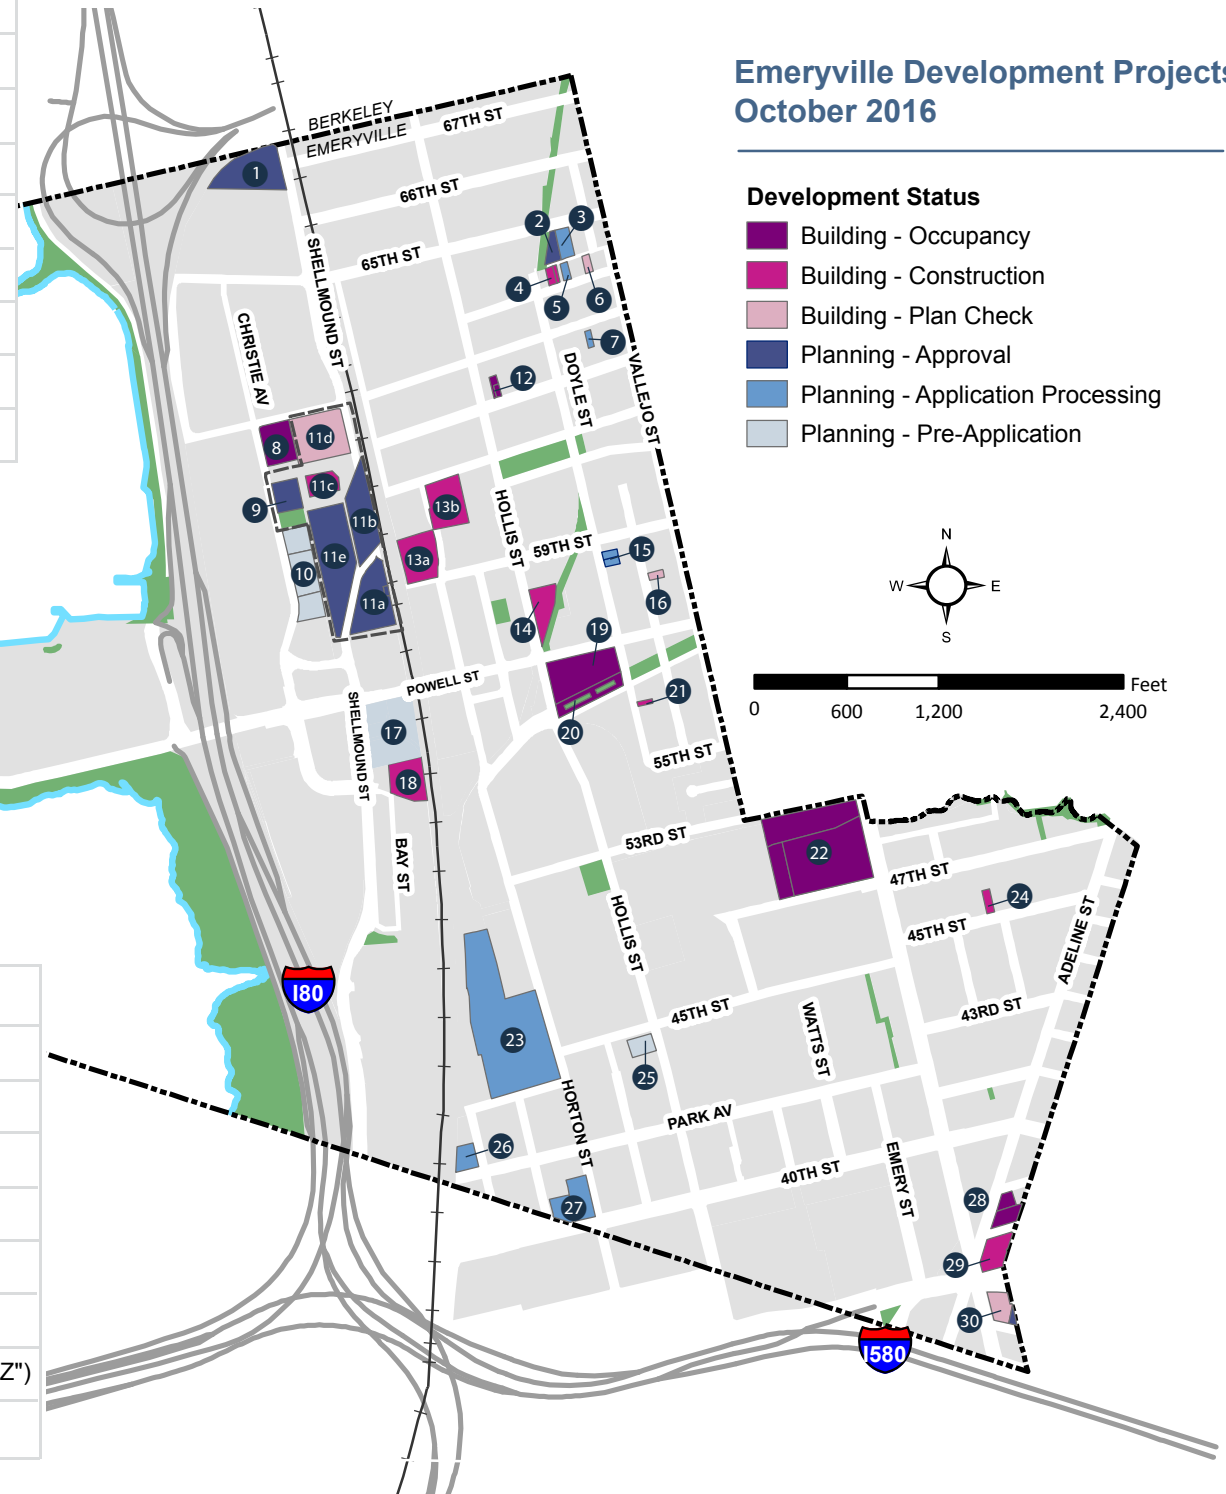 Emeryville Development Projects
October 2016
Development Status
Building - Occupancy
Building - Construction
Building - Plan Check
Planning - Approval
Planning - Application Processing
Planning - Pre-Application
N
W
E
S
Feet
0
600
1,200
2,400
BERKELEY
EMERYVILLE
67TH ST
66TH ST
65TH ST
SHELLMOUND ST
CHRISTIE AV
DOYLE ST
VALLEJO ST
HOLLIS ST
59TH ST
POWELL ST
SHELLMOUND ST
55TH ST
53RD ST
BAY ST
HOLLIS ST
47TH ST
45TH ST
ADELINE ST
43RD ST
45TH ST
WATTS ST
HORTON ST
PARK AV
40TH ST
EMERY ST
I80
I580
1
2
3
4
5
6
7
8
9
10
11a
11b
11c
11d
11e
12
13a
13b
14
15
16
17
18
19
20
21
22
23
24
25
26
27
28
29
30
Z")